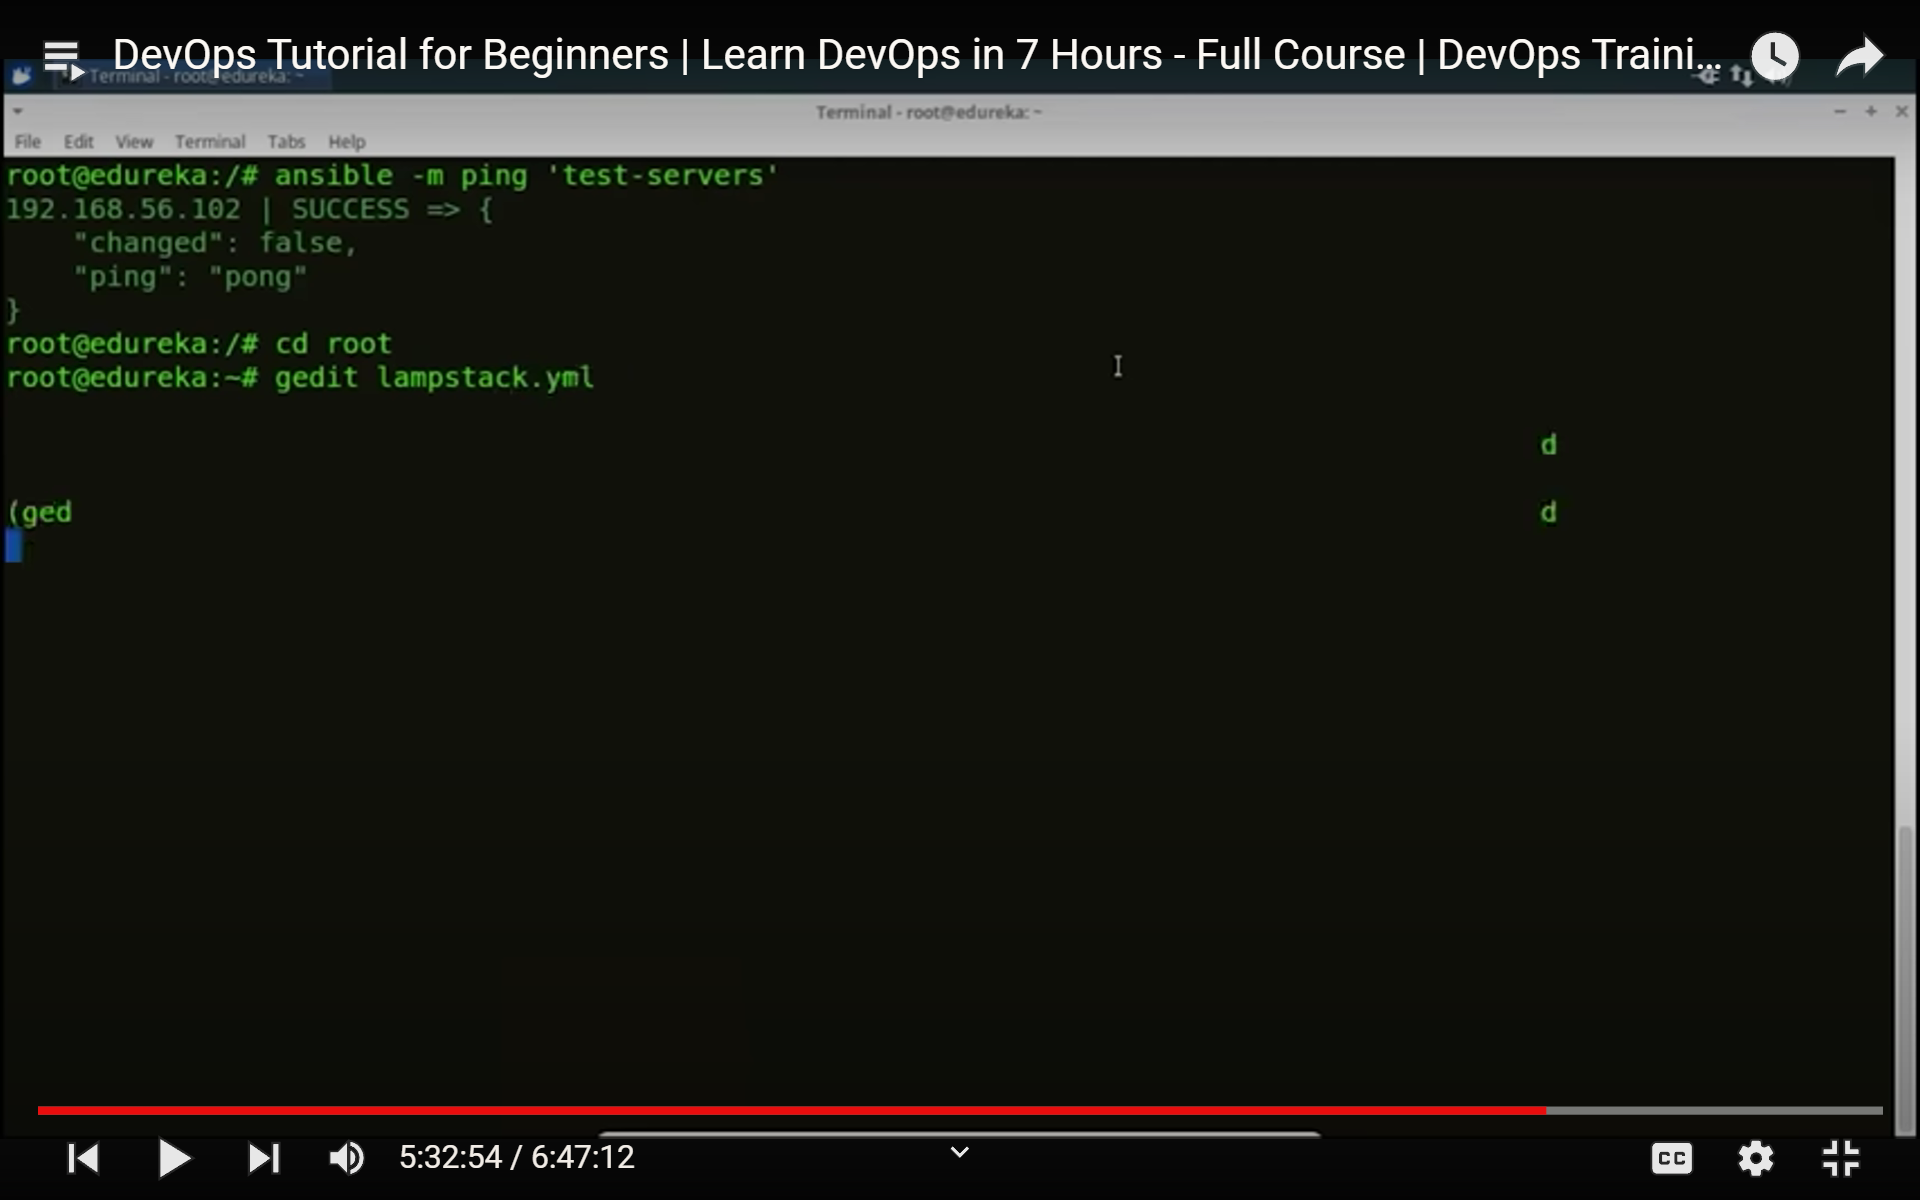 DevOps Tutorial for Beginners | Learn DevOps in 7 Hours - Full Course | DevOps Traini...
Terminal - root@edureka: ~
Terminal - root@edureka: ~
File Edit View Terminal Tabs Help
root@edureka:/# ansible -m ping 'test-servers'
192.168.56.102 | SUCCESS => {
    "changed": false,
    "ping": "pong"
}
root@edureka:/# cd root
root@edureka:~# gedit lampstack.yml
d
(ged d
5:32:54 / 6:47:12
CC